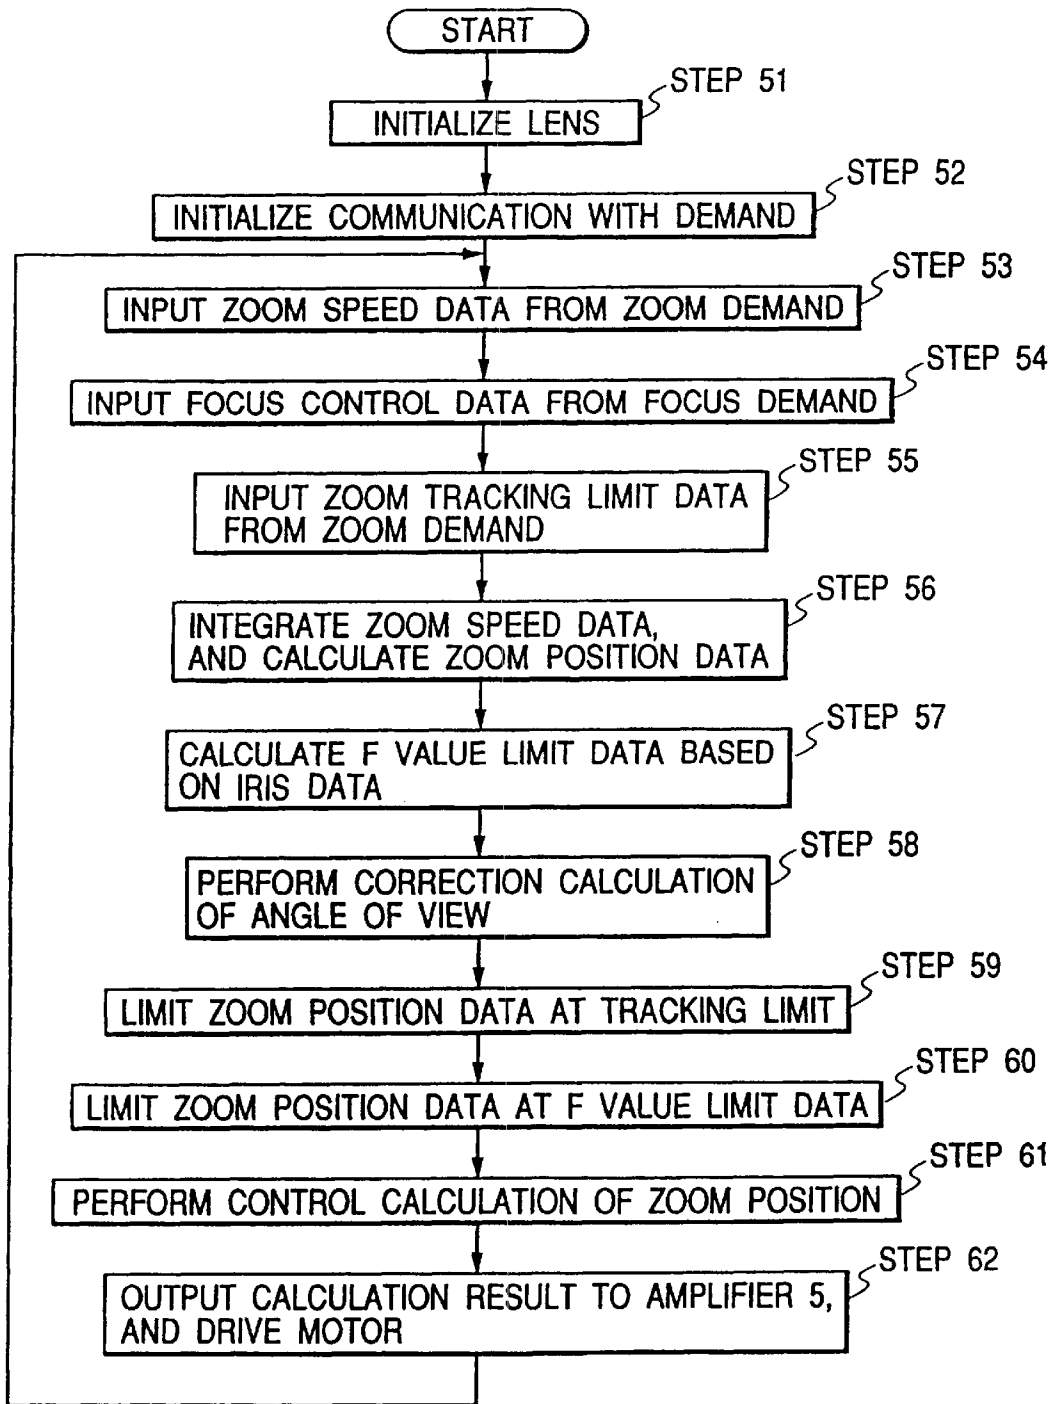 START
STEP 51
INITIALIZE LENS
STEP 52
INITIALIZE COMMUNICATION WITH DEMAND
STEP 53
INPUT ZOOM SPEED DATA FROM ZOOM DEMAND
STEP 54
INPUT FOCUS CONTROL DATA FROM FOCUS DEMAND
STEP 55
INPUT ZOOM TRACKING LIMIT DATA
FROM ZOOM DEMAND
STEP 56
INTEGRATE ZOOM SPEED DATA,
AND CALCULATE ZOOM POSITION DATA
STEP 57
CALCULATE F VALUE LIMIT DATA BASED
ON IRIS DATA
STEP 58
PERFORM CORRECTION CALCULATION
OF ANGLE OF VIEW
STEP 59
LIMIT ZOOM POSITION DATA AT TRACKING LIMIT
STEP 60
LIMIT ZOOM POSITION DATA AT F VALUE LIMIT DATA
STEP 61
PERFORM CONTROL CALCULATION OF ZOOM POSITION
STEP 62
OUTPUT CALCULATION RESULT TO AMPLIFIER 5,
AND DRIVE MOTOR